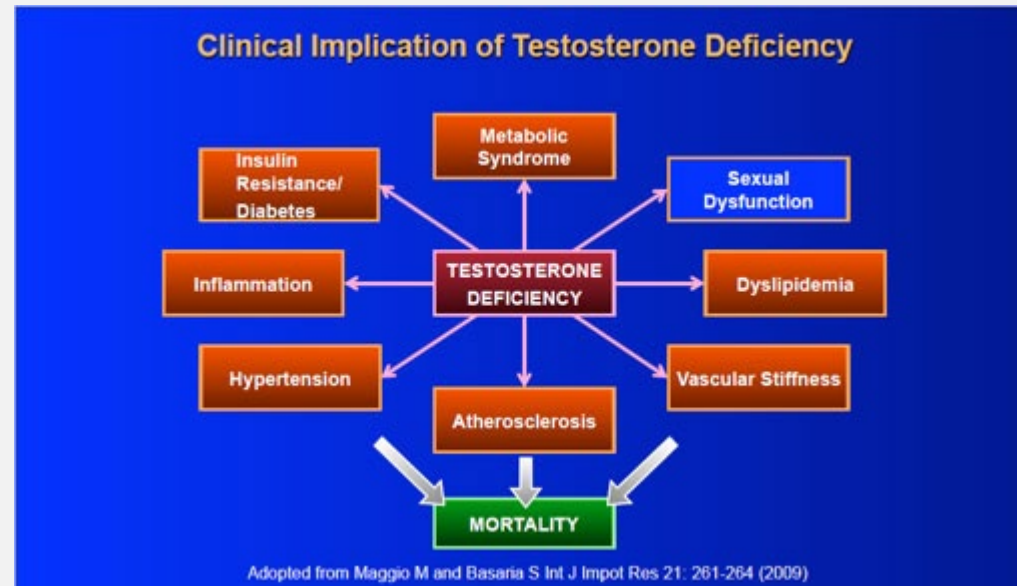 Clinical Implication of Testosterone Deficiency
Metabolic
Syndrome
Insulin
Resistance/
Diabetes
Sexual
Dysfunction
Inflammation
TESTOSTERONE
DEFICIENCY
Dyslipidemia
Hypertension
Atherosclerosis
Vascular Stiffness
MORTALITY
Adopted from Maggio M and Basaria S Int J Impot Res 21: 261-264 (2009)